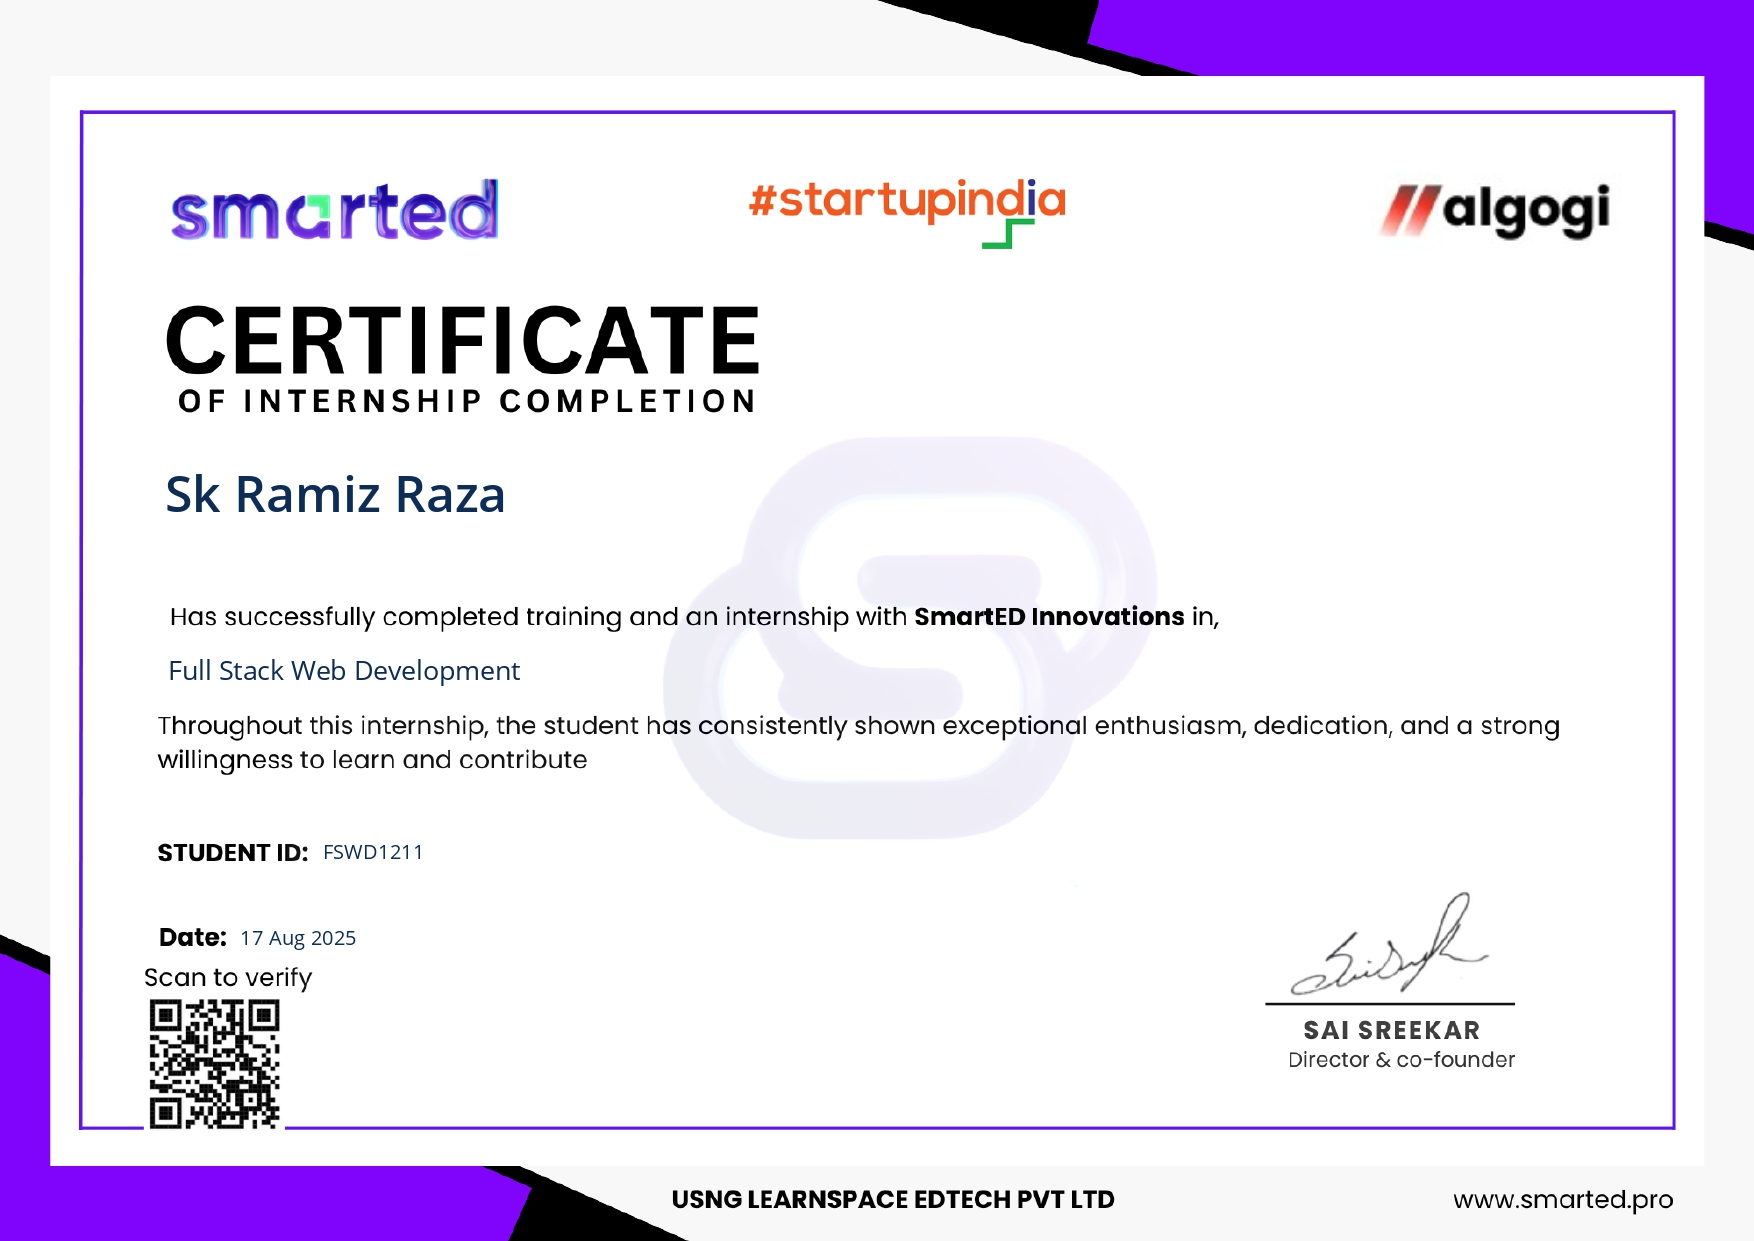 smarted
#startupindia
//algogi
CERTIFICATE
OF INTERNSHIP COMPLETION
Sk Ramiz Raza
Has successfully completed training and an internship with SmartED Innovations in,
Full Stack Web Development
Throughout this internship, the student has consistently shown exceptional enthusiasm, dedication, and a strong
willingness to learn and contribute
STUDENT ID: FSWD1211
Date: 17 Aug 2025
Scan to verify
SAI SREEKAR
Director & co-founder
USNG LEARNSPACE EDTECH PVT LTD
www.smarted.pro